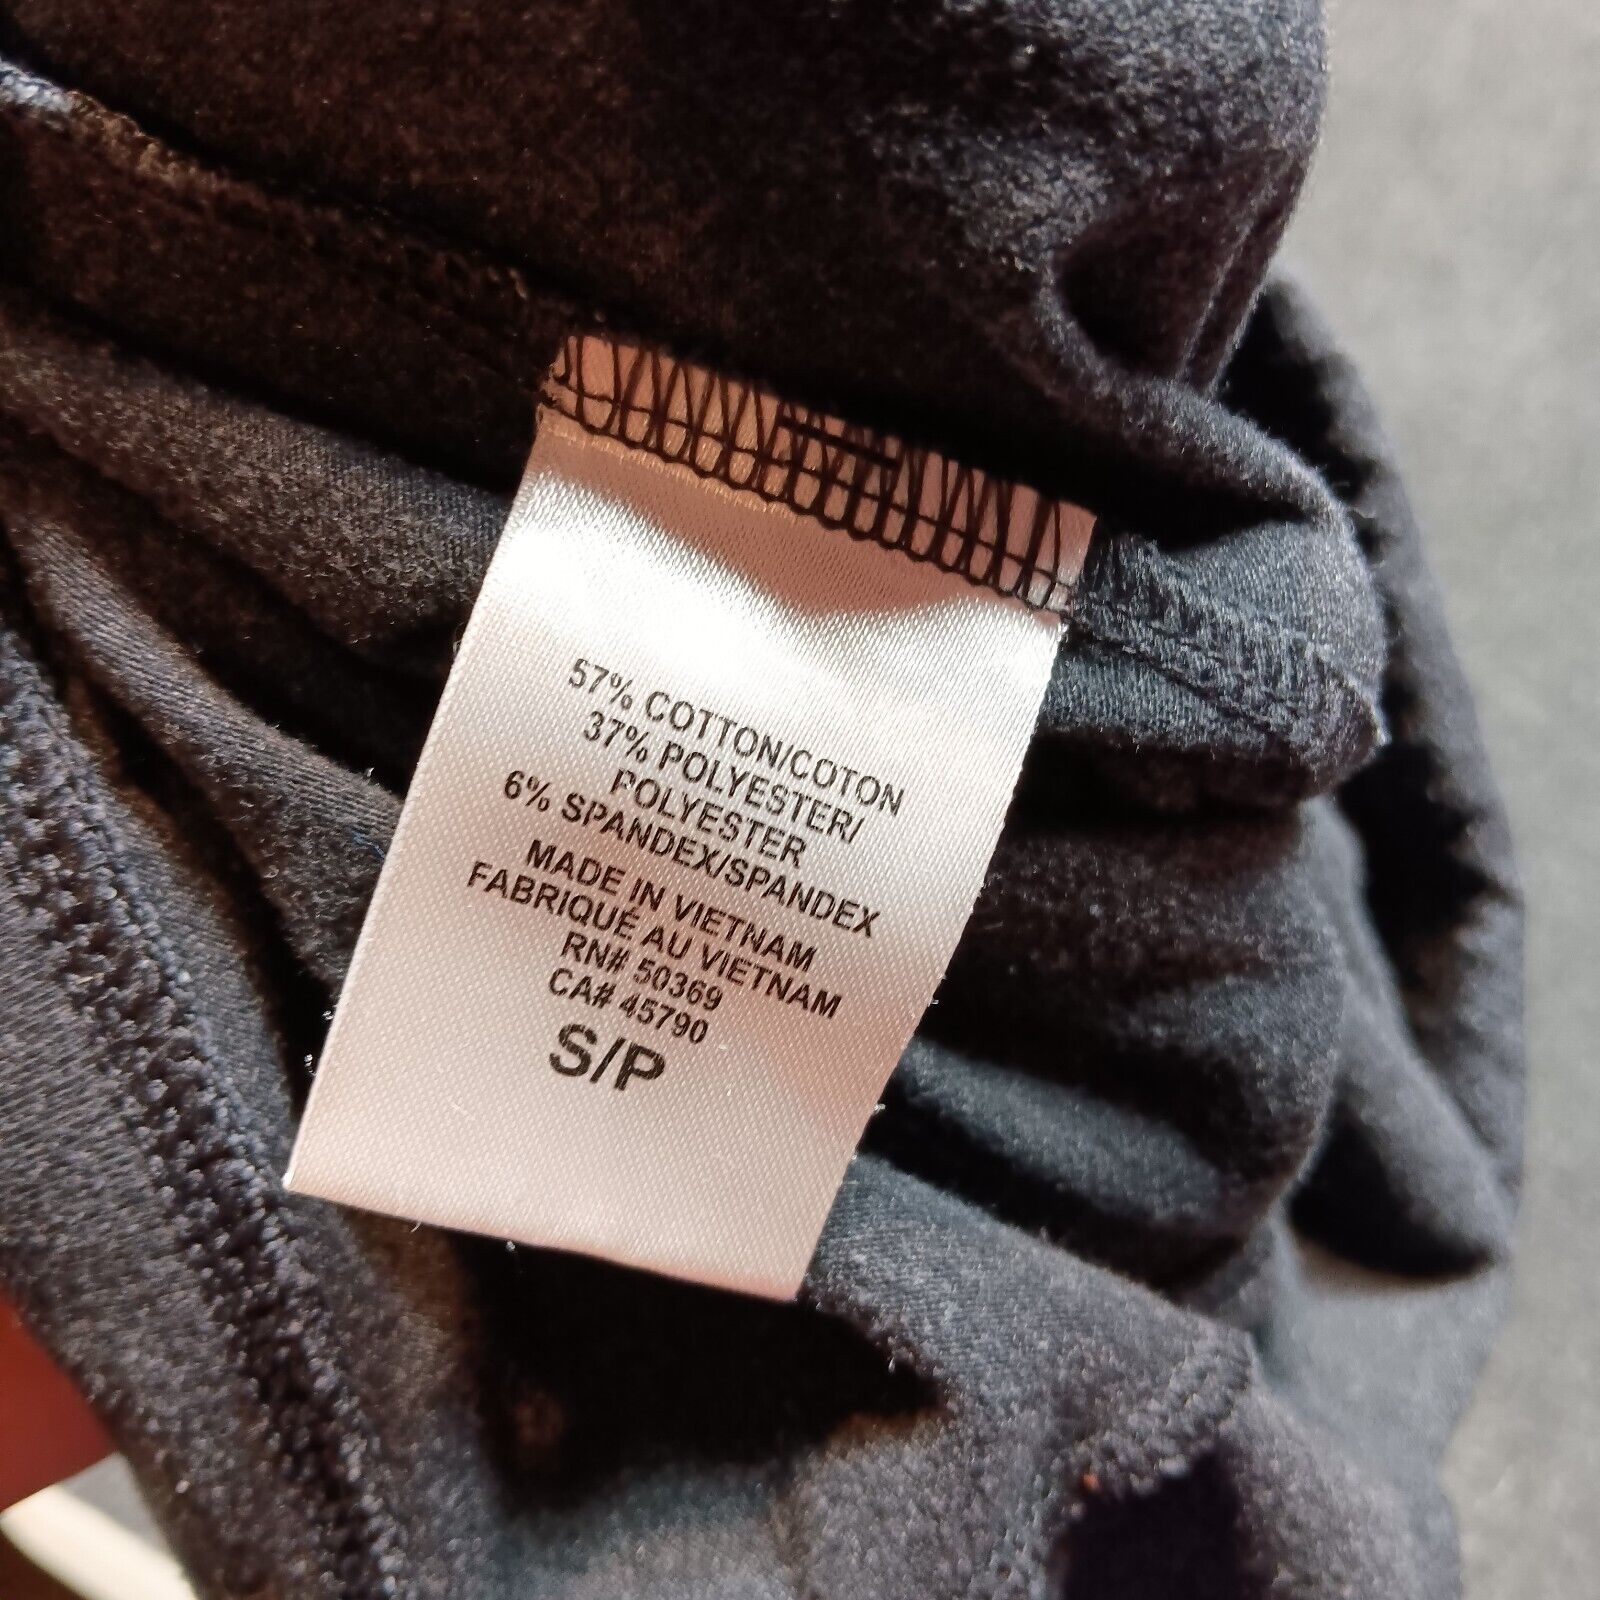 57% COTTON/COTON
37% POLYESTER/
POLYESTER
6% SPANDEX/SPANDEX
MADE IN VIETNAM
FABRIQUÉ AU VIETNAM
RN# 50369
CA# 45790
S/P